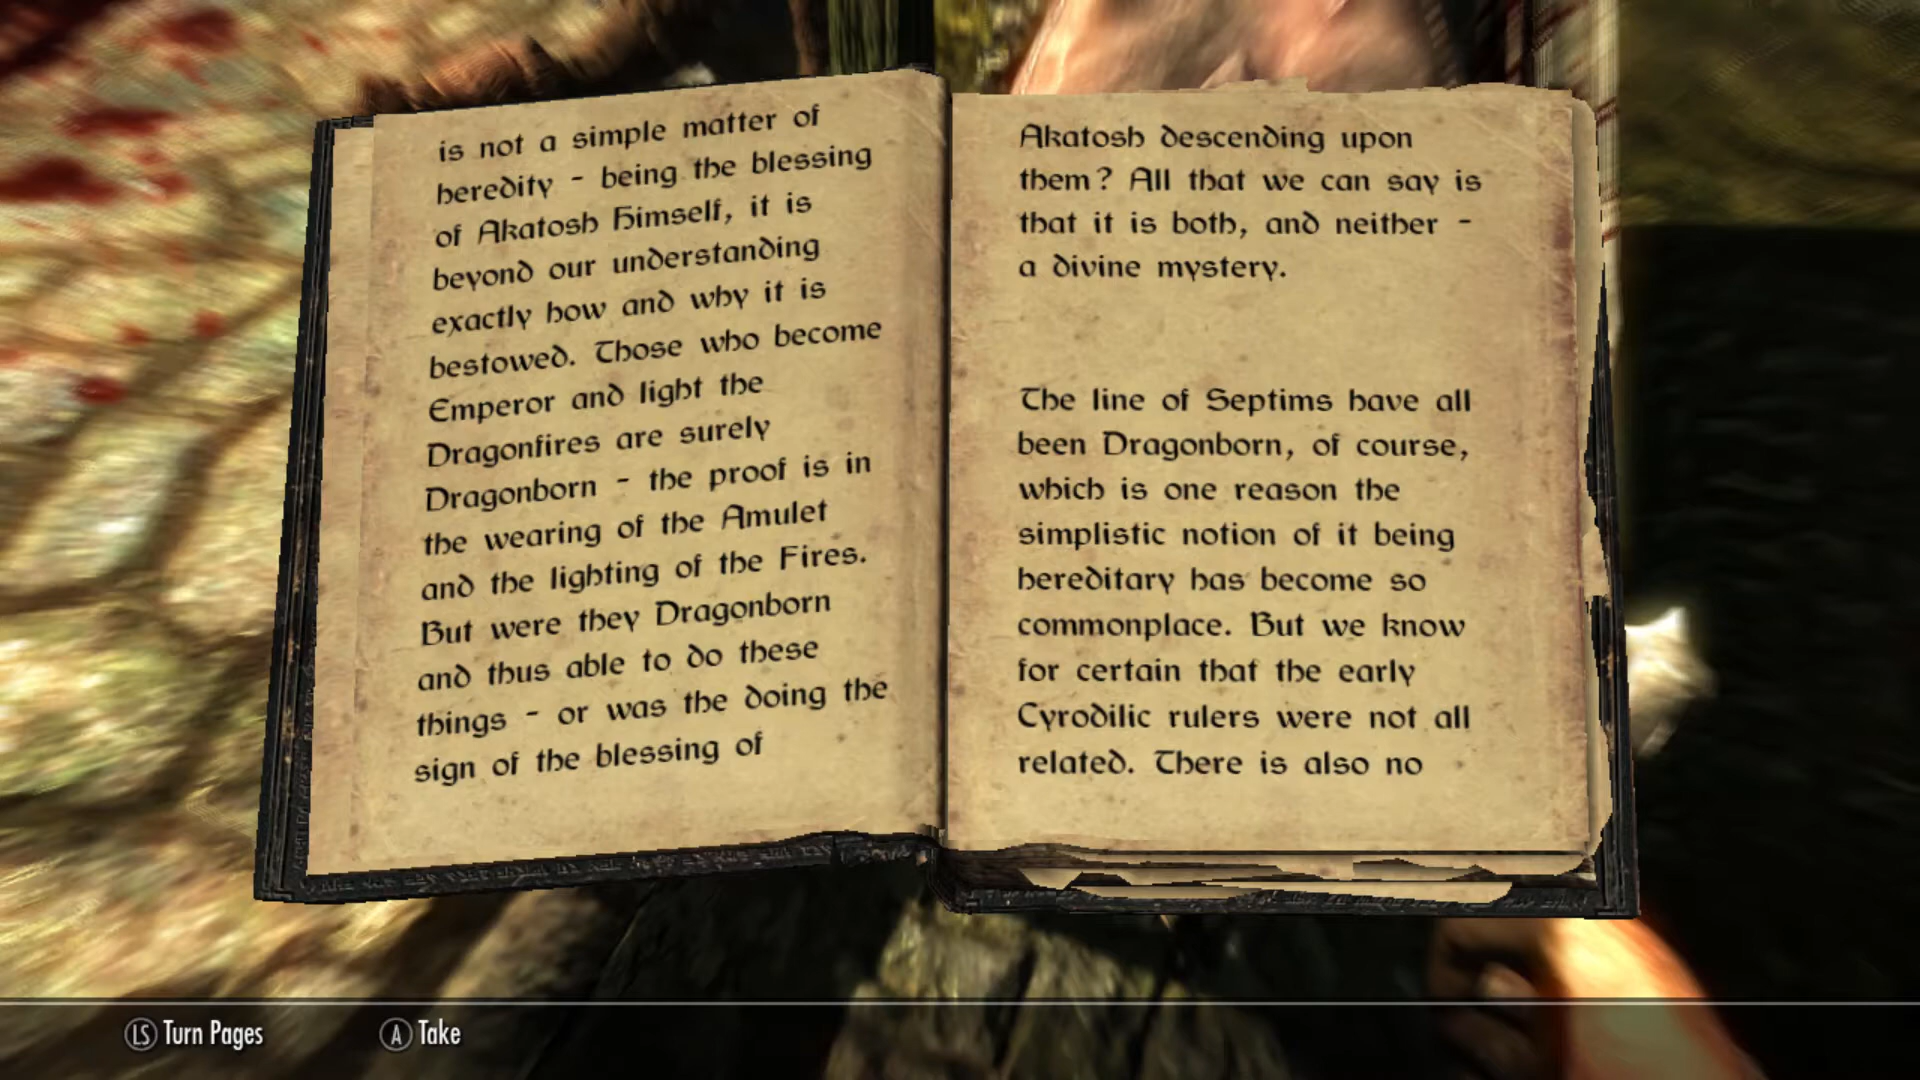 is not a simple matter of
heredity - being the blessing
of Akatosh Himself, it is
beyond our understanding
exactly how and why it is
bestowed. Those who become
Emperor and light the
Dragonfires are surely
Dragonborn - the proof is in
the wearing of the Amulet
and the lighting of the Fires.
But were they Dragonborn
and thus able to do these
things - or was the doing the
sign of the blessing of
Akatosh descending upon
them? All that we can say is
that it is both, and neither -
a divine mystery.
The line of Septims have all
been Dragonborn, of course,
which is one reason the
simplistic notion of it being
hereditary has become so
commonplace. But we know
for certain that the early
Cyrodilic rulers were not all
related. There is also no
LS Turn Pages
A Take